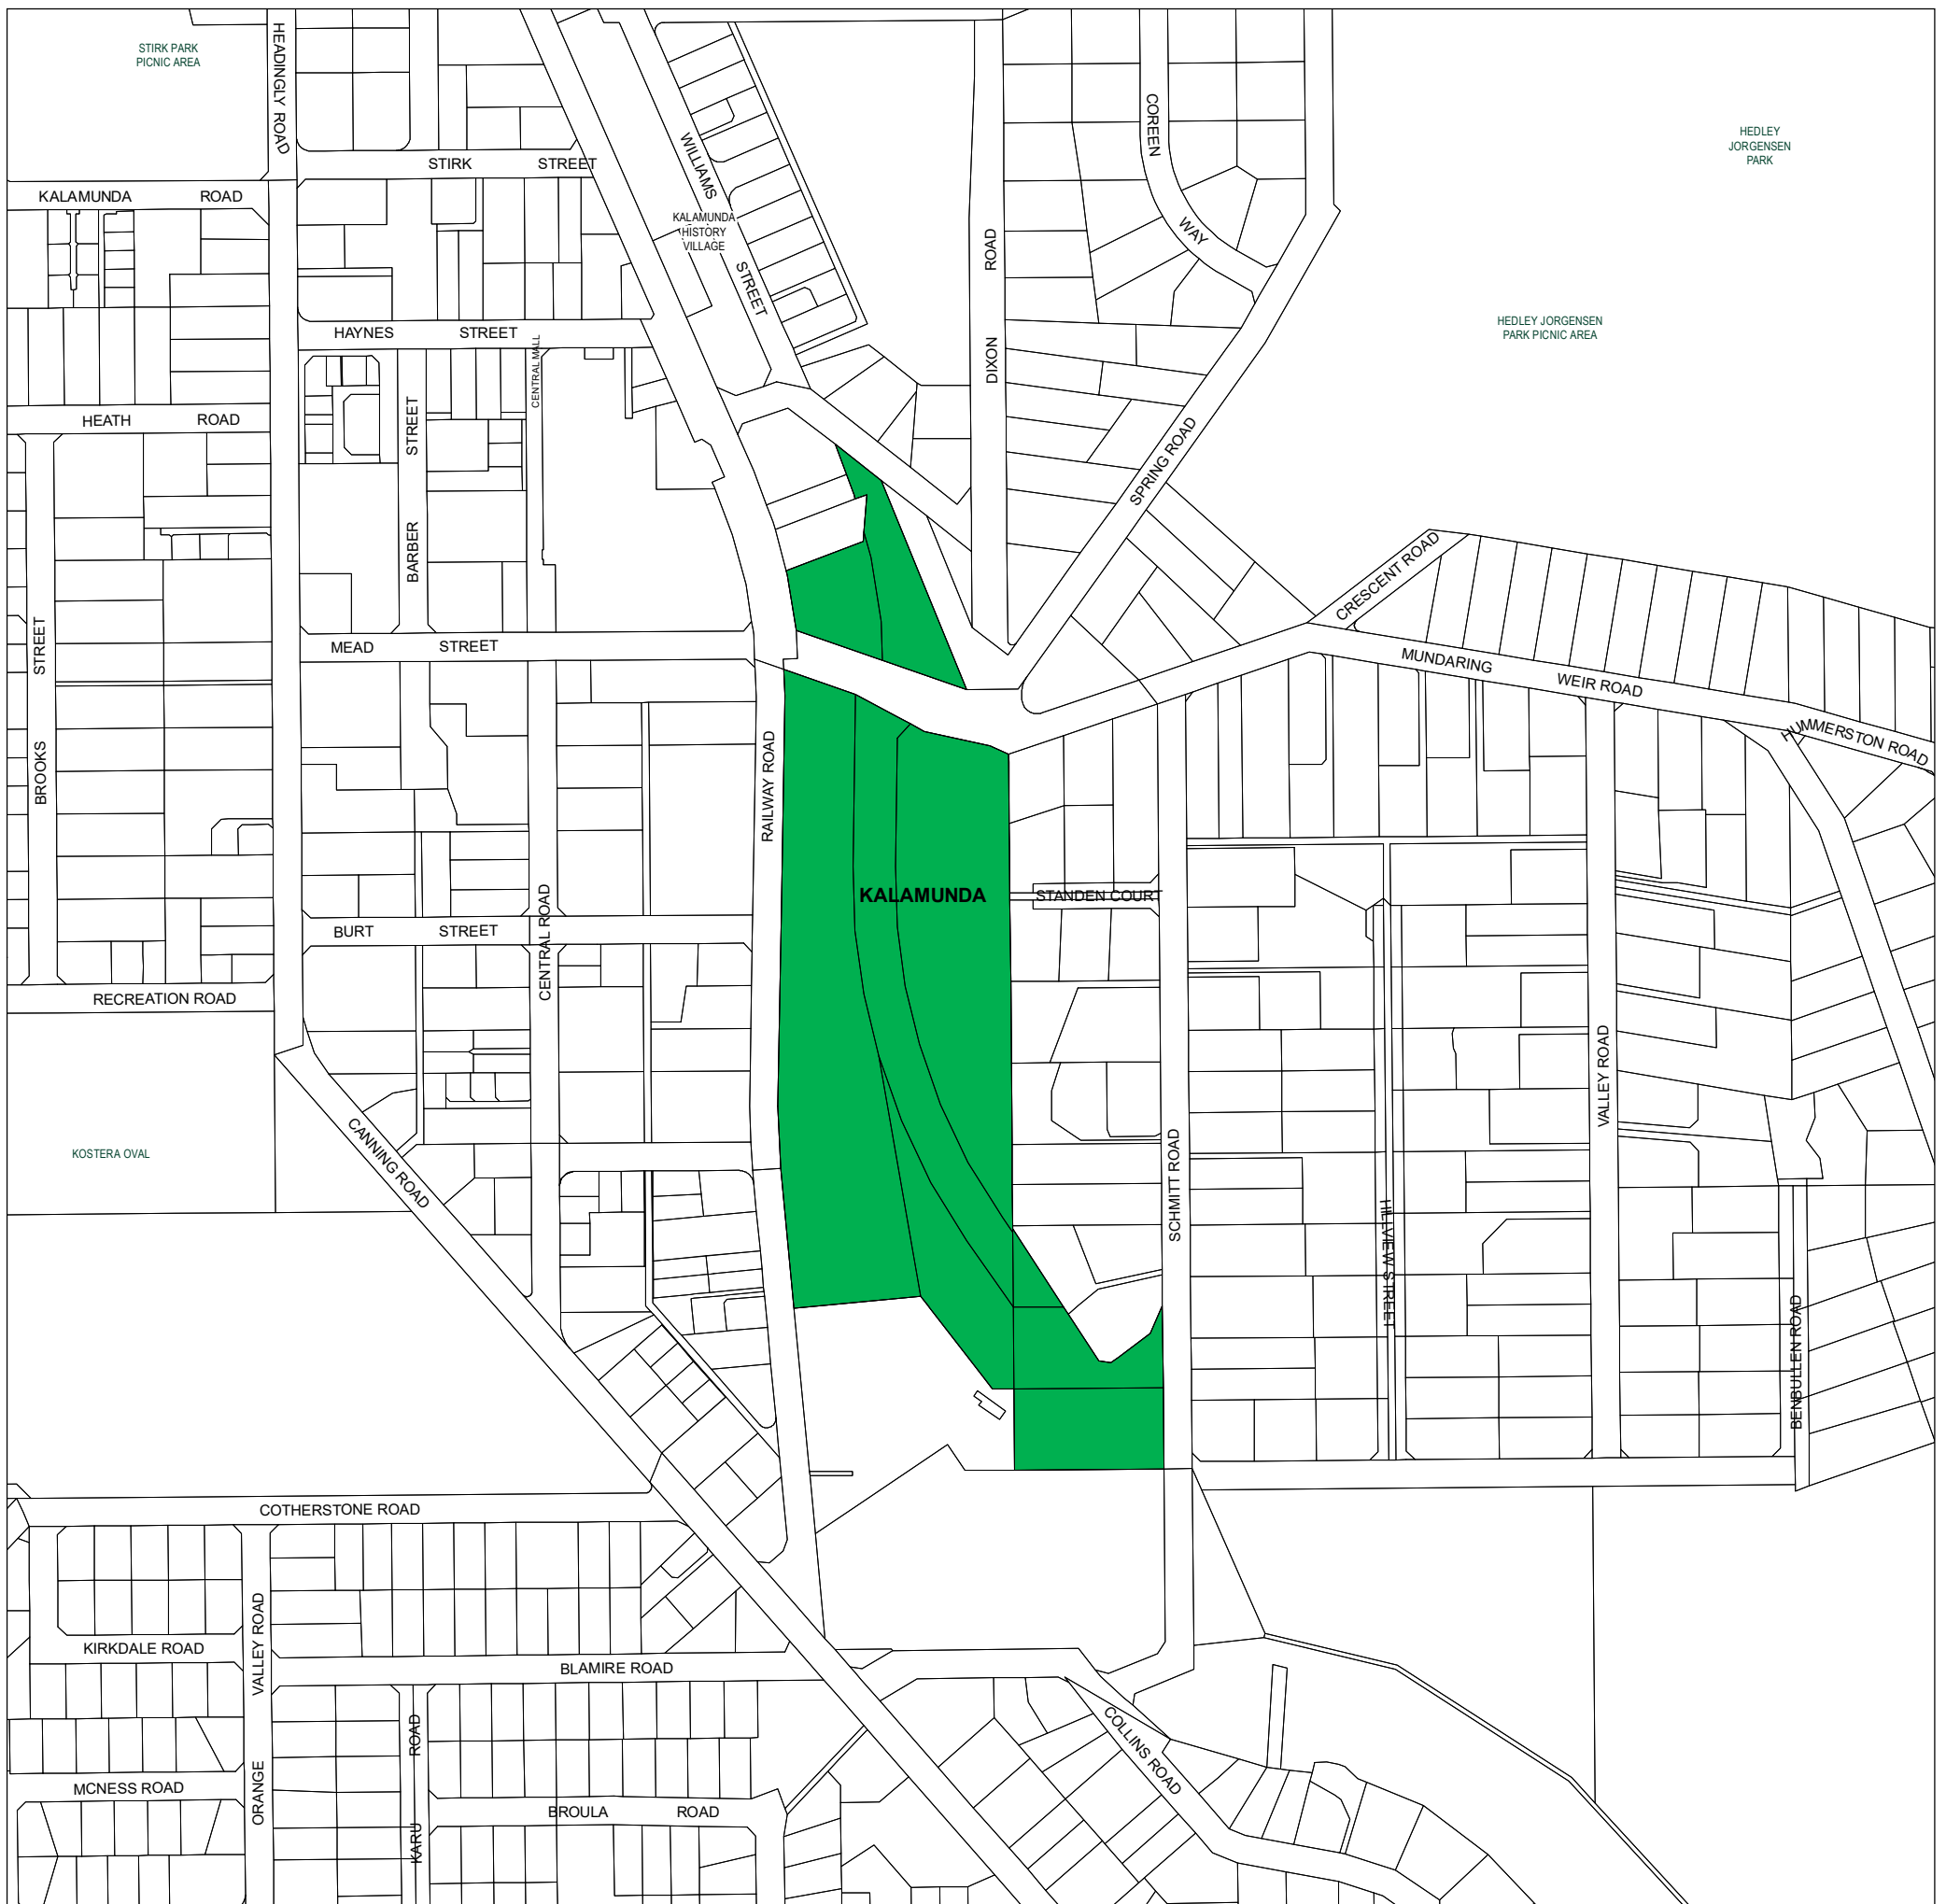 STIRK PARK
PICNIC AREA
HEADINGLY ROAD
WILLIAMS
STREET
COREEN
WAY
HEDLEY
JORGENSEN
PARK
STIRK STREET
KALAMUNDA ROAD
KALAMUNDA
HISTORY
VILLAGE
DIXON ROAD
HEDLEY JORGENSEN
PARK PICNIC AREA
HAYNES STREET
CENTRAL MALL
HEATH ROAD
BARBER STREET
SPRING ROAD
CRESCENT ROAD
BROOKS STREET
MEAD STREET
MUNDARING WEIR ROAD
HUMMERSTON ROAD
RAILWAY ROAD
KALAMUNDA
STANDEN COURT
BURT STREET
CENTRAL ROAD
RECREATION ROAD
VALLEY ROAD
KOSTERA OVAL
CANNING ROAD
SCHMITT ROAD
HILLVIEW STREET
BENBULLEN ROAD
COTHERSTONE ROAD
KIRKDALE ROAD
ORANGE VALLEY ROAD
BLAMIRE ROAD
KARU ROAD
COLLINS ROAD
MCNESS ROAD
BROULA ROAD